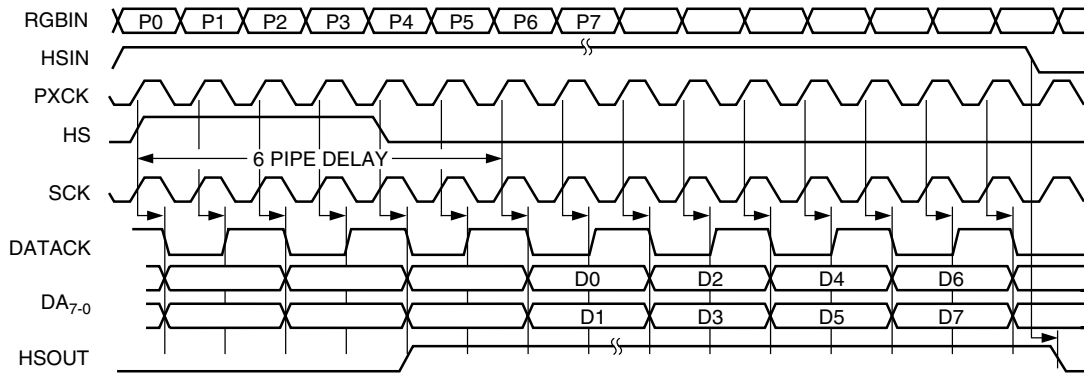 RGBIN P0 P1 P2 P3 P4 P5 P6 P7
HSIN
PXCK
HS
6 PIPE DELAY
SCK
DATACK
D0 D2 D4 D6
DA7-0
D1 D3 D5 D7
HSOUT